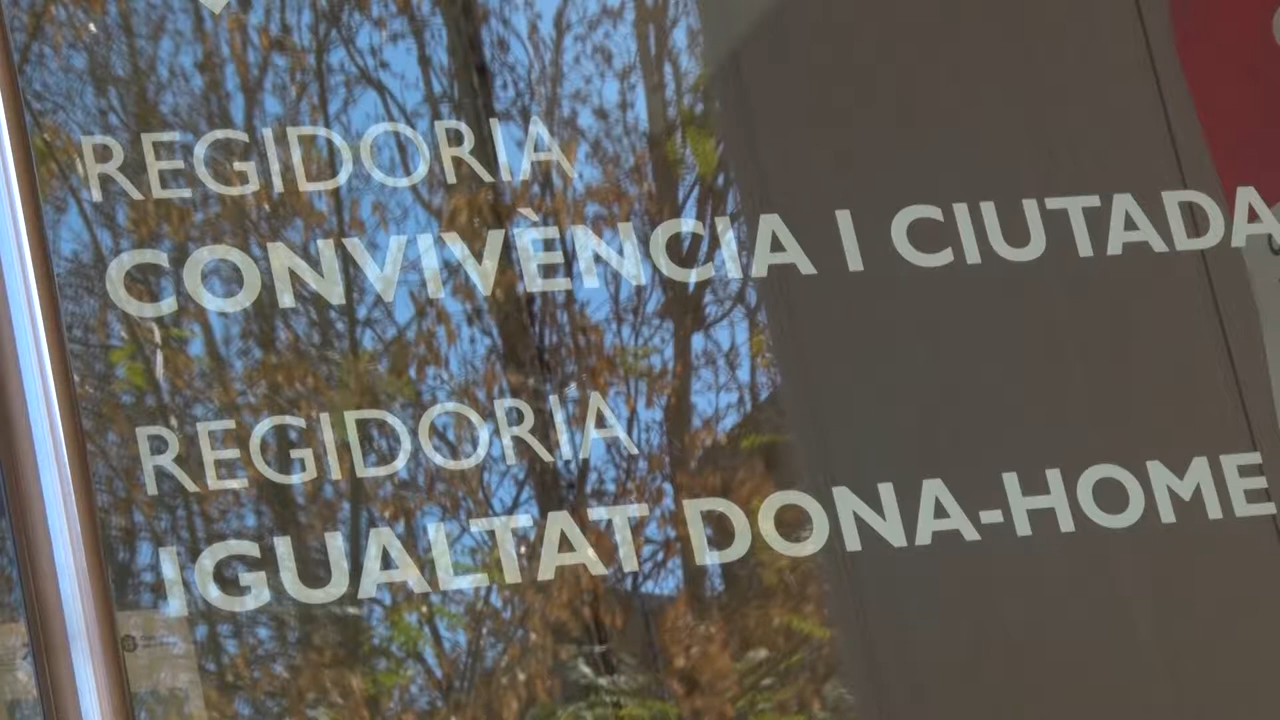 REGIDORIA
CONVIVÈNCIA I CIUTADA
REGIDORIA
IGUALTAT DONA-HOME